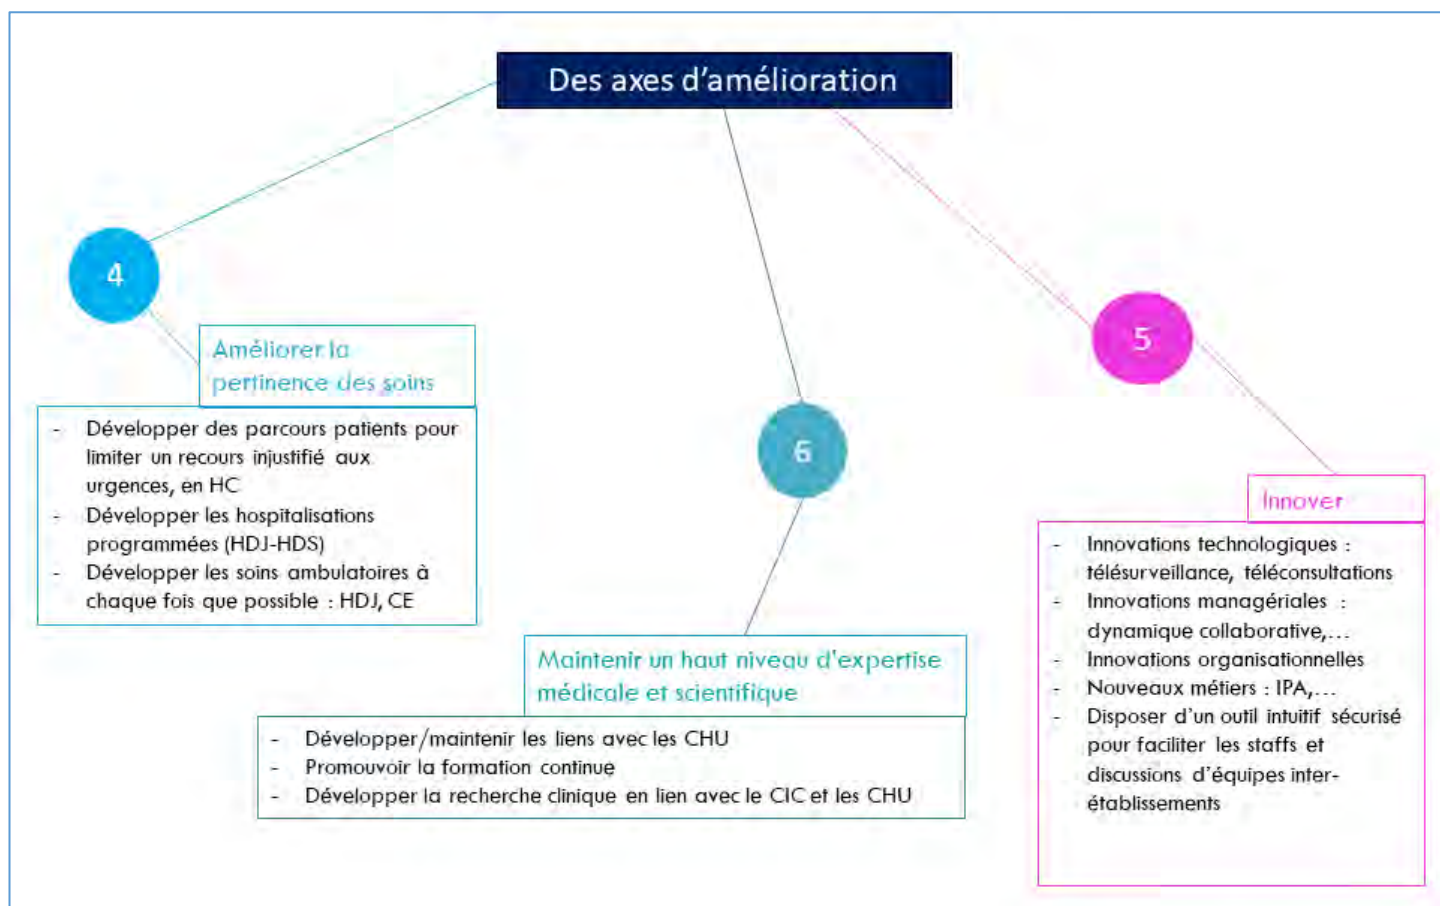 Des axes d'amélioration
4
Améliorer la
pertinence des soins
- Développer des parcours patients pour
limiter un recours injustifié aux
urgences, en HC
- Développer les hospitalisations
programmées (HDJ-HDS)
- Développer les soins ambulatoires à
chaque fois que possible : HDJ, CE
6
Maintenir un haut niveau d'expertise
médicale et scientifique
- Développer/maintenir les liens avec les CHU
- Promouvoir la formation continue
- Développer la recherche clinique en lien avec le CIC et les CHU
5
Innover
- Innovations technologiques :
télésurveillance, téléconsultations
- Innovations managériales :
dynamique collaborative,...
- Innovations organisationnelles
- Nouveaux métiers : IPA,...
- Disposer d'un outil intuitif sécurisé
pour faciliter les staffs et
discussions d'équipes inter-
établissements